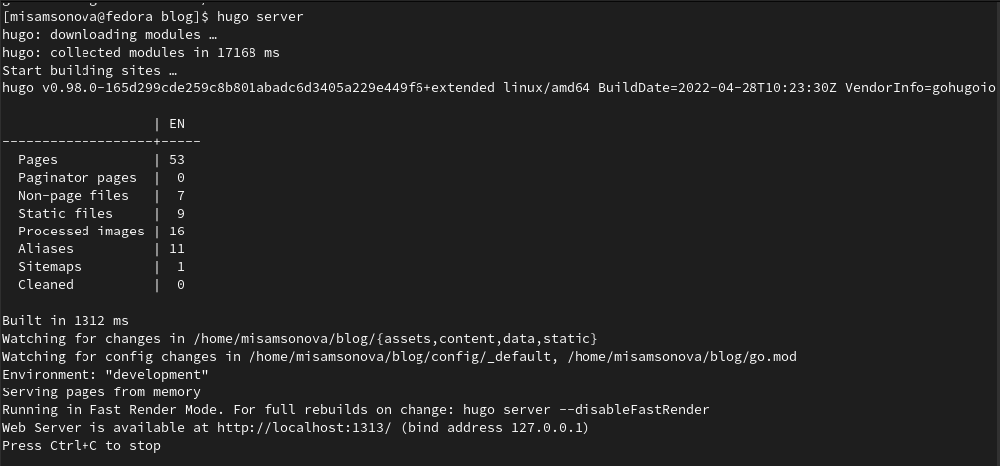 [misamsonova@fedora blog]$ hugo server
hugo: downloading modules …
hugo: collected modules in 17168 ms
Start building sites …
hugo v0.98.0-165d299cde259c8b801abadc6d3405a229e449f6+extended linux/amd64 BuildDate=2022-04-28T10:23:30Z VendorInfo=gohugoio

                   | EN
-------------------+-----
  Pages            | 53
  Paginator pages  |  0
  Non-page files   |  7
  Static files     |  9
  Processed images | 16
  Aliases          | 11
  Sitemaps         |  1
  Cleaned          |  0

Built in 1312 ms
Watching for changes in /home/misamsonova/blog/{assets,content,data,static}
Watching for config changes in /home/misamsonova/blog/config/_default, /home/misamsonova/blog/go.mod
Environment: "development"
Serving pages from memory
Running in Fast Render Mode. For full rebuilds on change: hugo server --disableFastRender
Web Server is available at http://localhost:1313/ (bind address 127.0.0.1)
Press Ctrl+C to stop